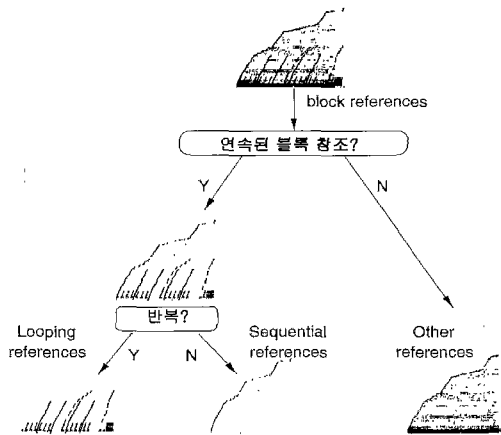 block references
연속된 블록 참조?
Y
N
반복?
Looping
references
Y
N
Sequential
references
Other
references